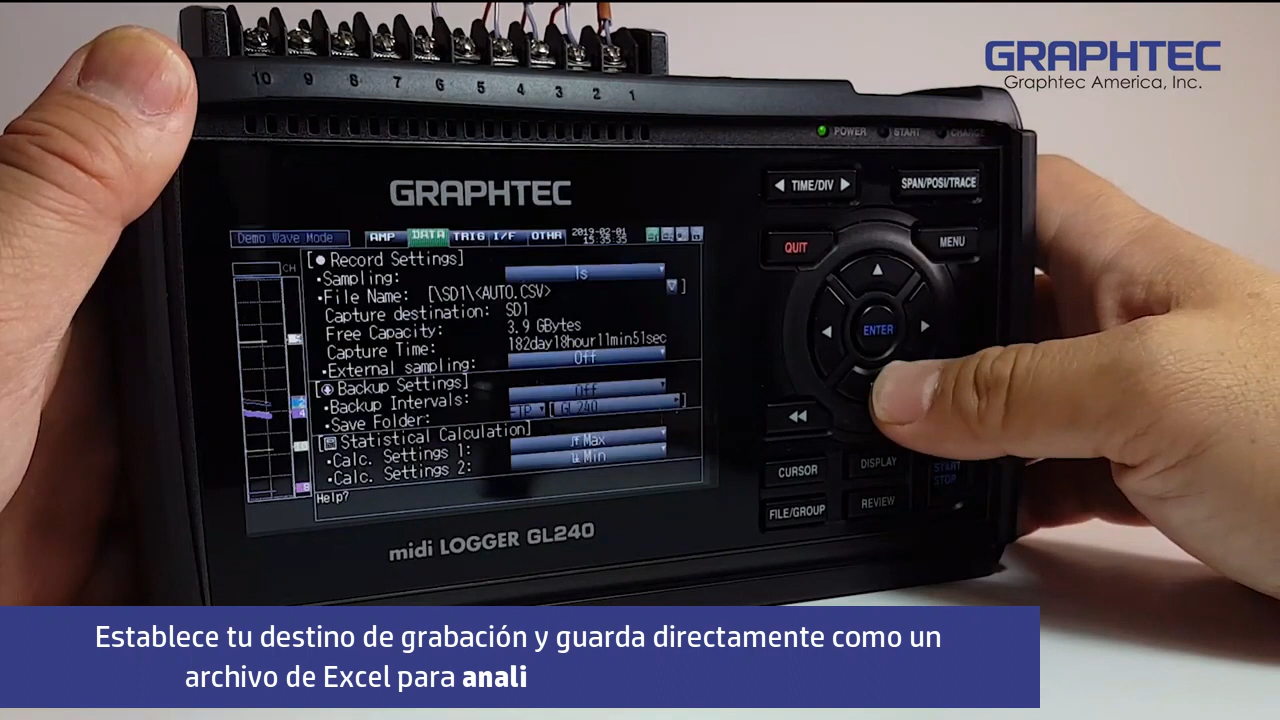 GRAPHTEC
Graphtec America, Inc.
10 9 8 7 6 5 4 3 2 1
POWER START CHARGE
GRAPHTEC
TIME/DIV SPAN/POSI/TRACE
QUIT MENU
ENTER
CURSOR DISPLAY START
STOP
FILE/GROUP REVIEW
Demo Wave Mode AMP DATA TRIG I/F OTHR 2019-02-01
15:35:35
CH
[Record Settings]
•Sampling: 1s
•File Name: [\SD1\<AUTO.CSV> ]
Capture destination: SD1
Free Capacity: 3.9 GBytes
Capture Time: 182day18hour11min51sec
•External sampling: Off
[Backup Settings]
•Backup Intervals: Off
•Save Folder: FTP [ GL240 ]
[Statistical Calculation]
•Calc. Settings 1: Max
•Calc. Settings 2: Min
Help?
midi LOGGER GL240
Establece tu destino de grabación y guarda directamente como un
archivo de Excel para anali